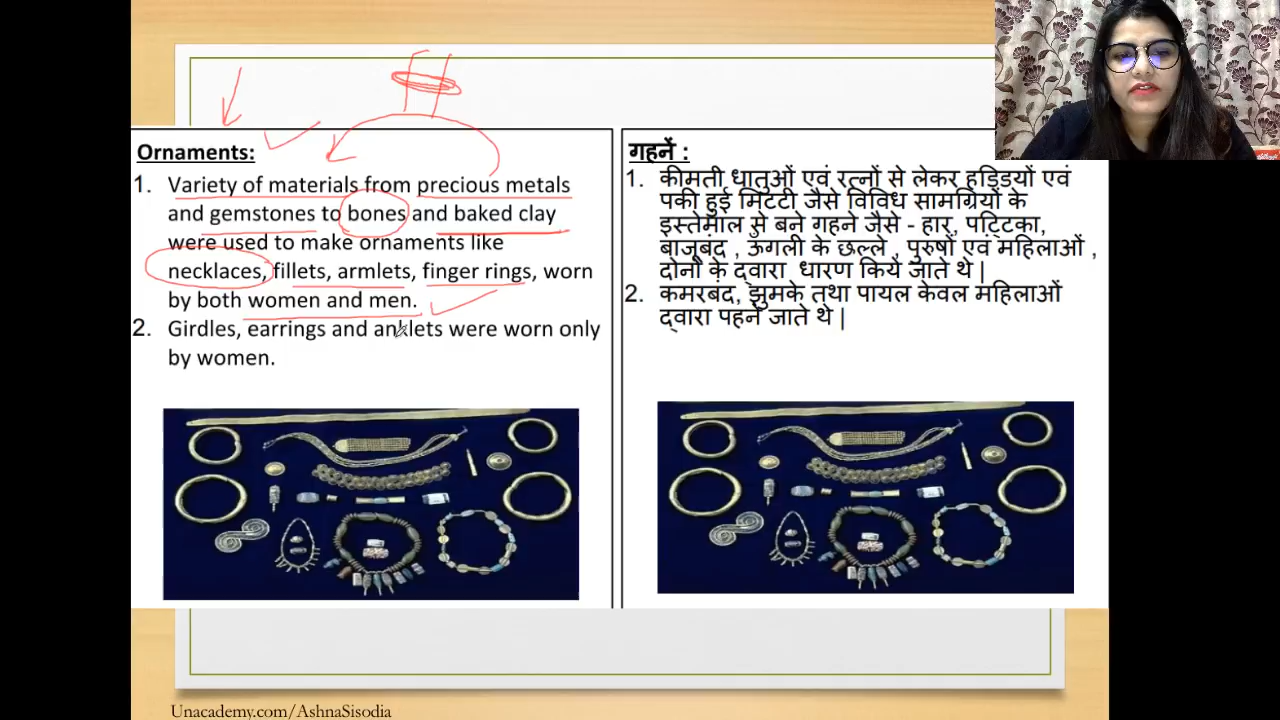 Ornaments:
1. Variety of materials from precious metals
and gemstones to bones and baked clay
were used to make ornaments like
necklaces, fillets, armlets, finger rings, worn
by both women and men.
2. Girdles, earrings and anklets were worn only
by women.
गहनें :
1. कीमती धातुओं एवं रत्नों से लेकर हड्डियों एवं
पकी हुई मिटटी जैसे विविध सामग्रियों के
इस्तेमाल से बने गहने जैसे - हार, पट्टिका,
बाजूबंद , ऊँगली के छल्ले , पुरुषों एवं महिलाओं ,
दोनों के द्वारा धारण किये जाते थे |
2. कमरबंद, झुमके तथा पायल केवल महिलाओं
द्वारा पहने जाते थे |
Unacademy.com/AshnaSisodia